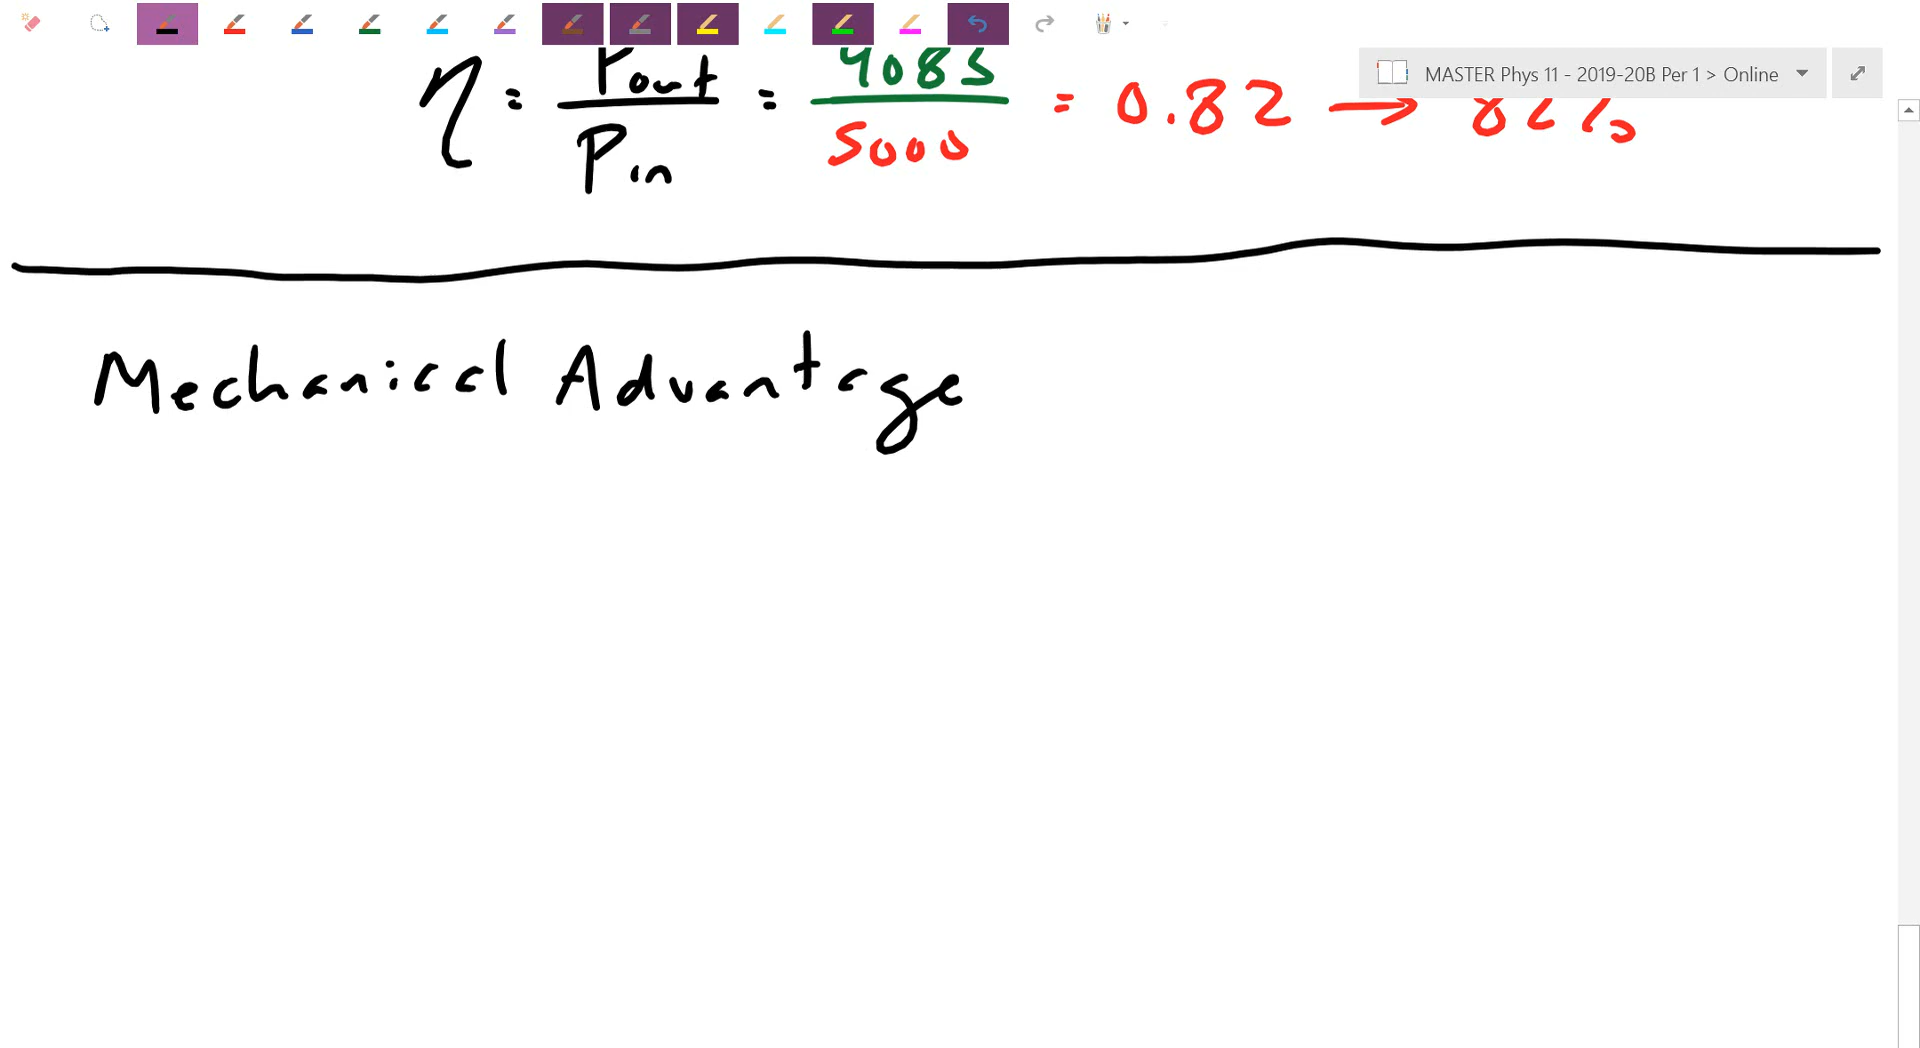 MASTER Phys 11 - 2019-20B Per 1 > Online
η = Pout / Pin = 4085 / 5000 = 0.82 → 82%
Mechanical Advantage